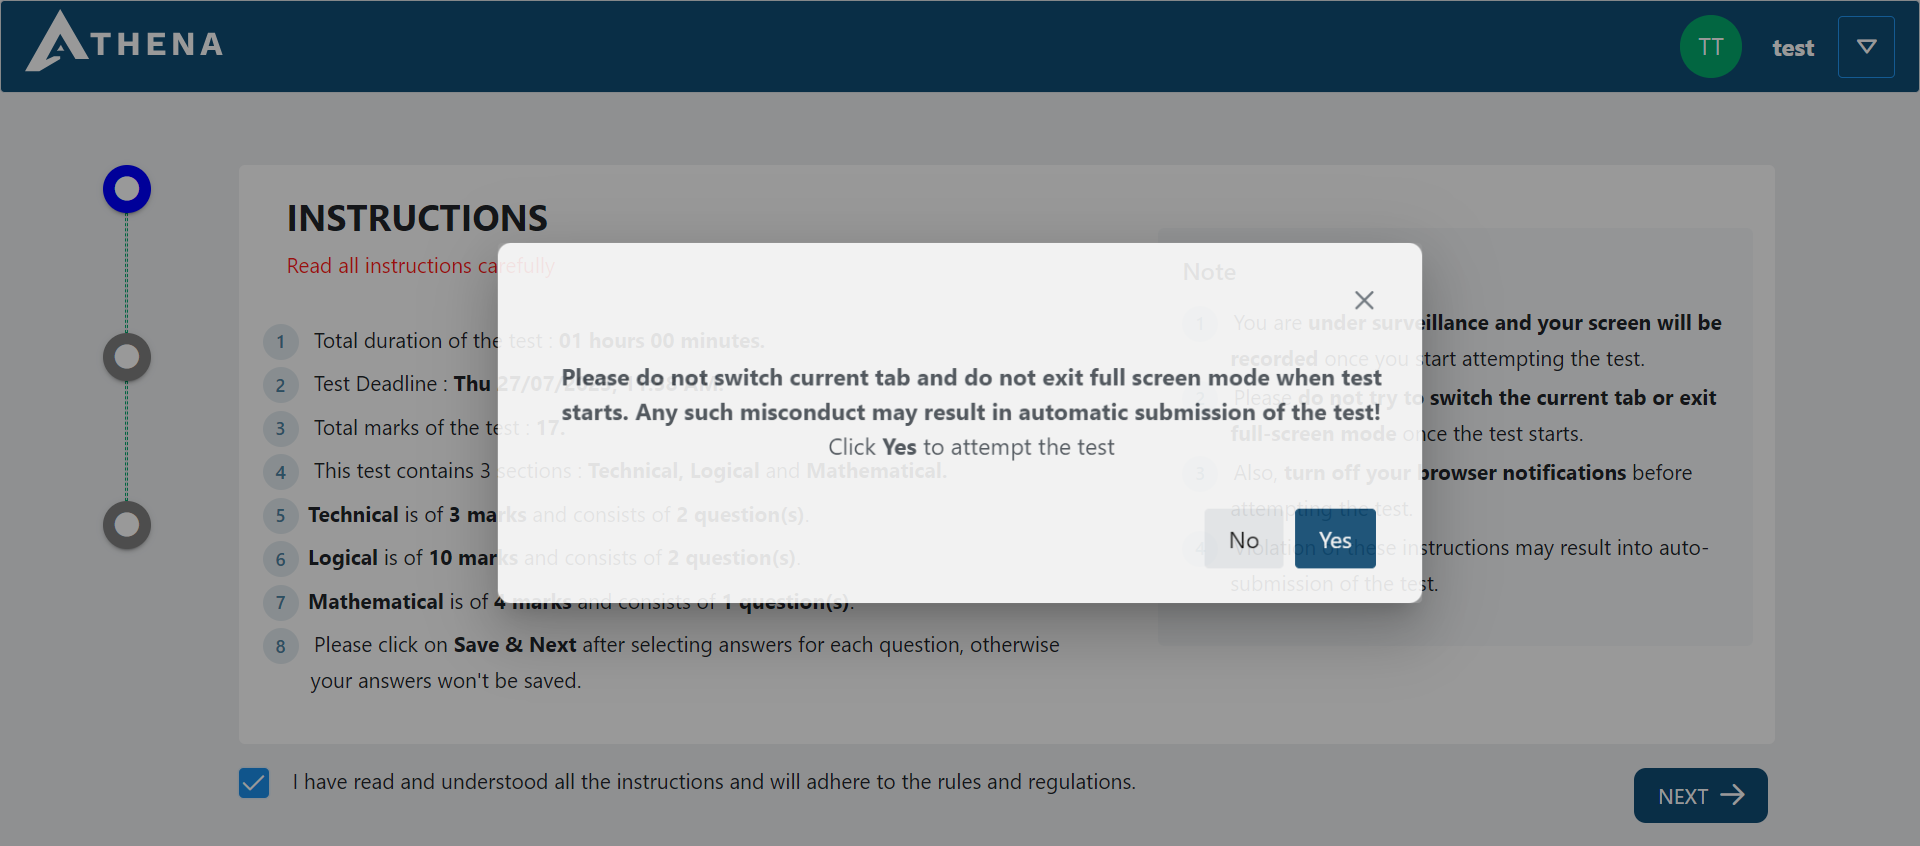 ATHENA
TT
test
INSTRUCTIONS
Read all instructions carefully
1 Total duration of the test : 01 hours 00 minutes.
2 Test Deadline : Thu 27/07/2023, 11:58 AM.
3 Total marks of the test : 17.
4 This test contains 3 sections : Technical, Logical and Mathematical.
5 Technical is of 3 marks and consists of 2 question(s).
6 Logical is of 10 marks and consists of 2 question(s).
7 Mathematical is of 4 marks and consists of 1 question(s).
8 Please click on Save & Next after selecting answers for each question, otherwise
your answers won't be saved.
Note
1 You are under surveillance and your screen will be
recorded once you start attempting the test.
2 Please do not try to switch the current tab or exit
full-screen mode once the test starts.
3 Also, turn off your browser notifications before
attempting the test.
4 Violation of these instructions may result into auto-
submission of the test.
Please do not switch current tab and do not exit full screen mode when test
starts. Any such misconduct may result in automatic submission of the test!
Click Yes to attempt the test
No
Yes
I have read and understood all the instructions and will adhere to the rules and regulations.
NEXT